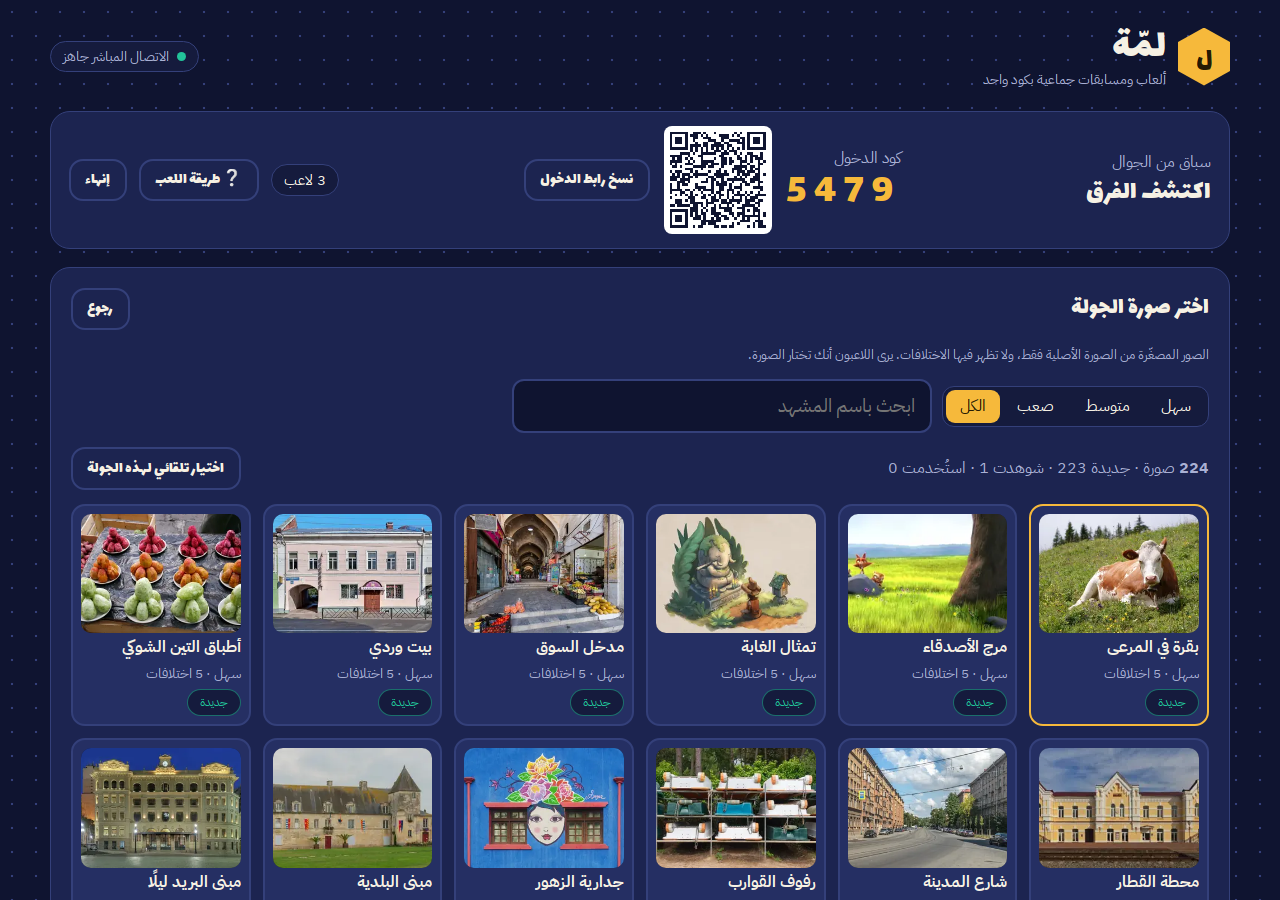 ل
لمّة
ألعاب ومسابقات جماعية بكود واحد
الاتصال المباشر جاهز
سباق من الجوال
اكتشف الفرق
كود الدخول
5479
نسخ رابط الدخول
3 لاعب
❔ طريقة اللعب
إنهاء
اختر صورة الجولة
رجوع
الصور المصغّرة من الصورة الأصلية فقط، ولا تظهر فيها الاختلافات. يرى اللاعبون أنك تختار الصورة.
سهل متوسط صعب الكل
ابحث باسم المشهد
224 صورة · جديدة 223 · شوهدت 1 · استُخدمت 0
اختيار تلقائي لهذه الجولة
بقرة في المرعى
سهل · 5 اختلافات
جديدة
مرج الأصدقاء
سهل · 5 اختلافات
جديدة
تمثال الغابة
سهل · 5 اختلافات
جديدة
مدخل السوق
سهل · 5 اختلافات
جديدة
بيت وردي
سهل · 5 اختلافات
جديدة
أطباق التين الشوكي
سهل · 5 اختلافات
جديدة
محطة القطار
شارع المدينة
رفوف القوارب
جدارية الزهور
مبنى البلدية
مبنى البريد ليلًا